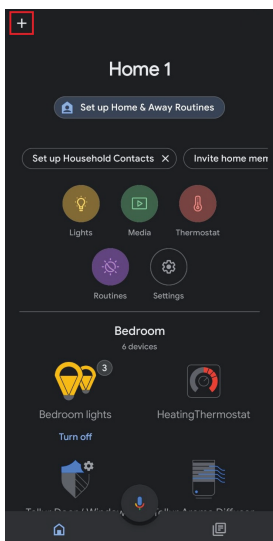 +
Home 1
Set up Home & Away Routines
Set up Household Contacts ×
Invite home mem
Lights Media Thermostat
Routines Settings
Bedroom
6 devices
3
Bedroom lights HeatingThermostat
Turn off